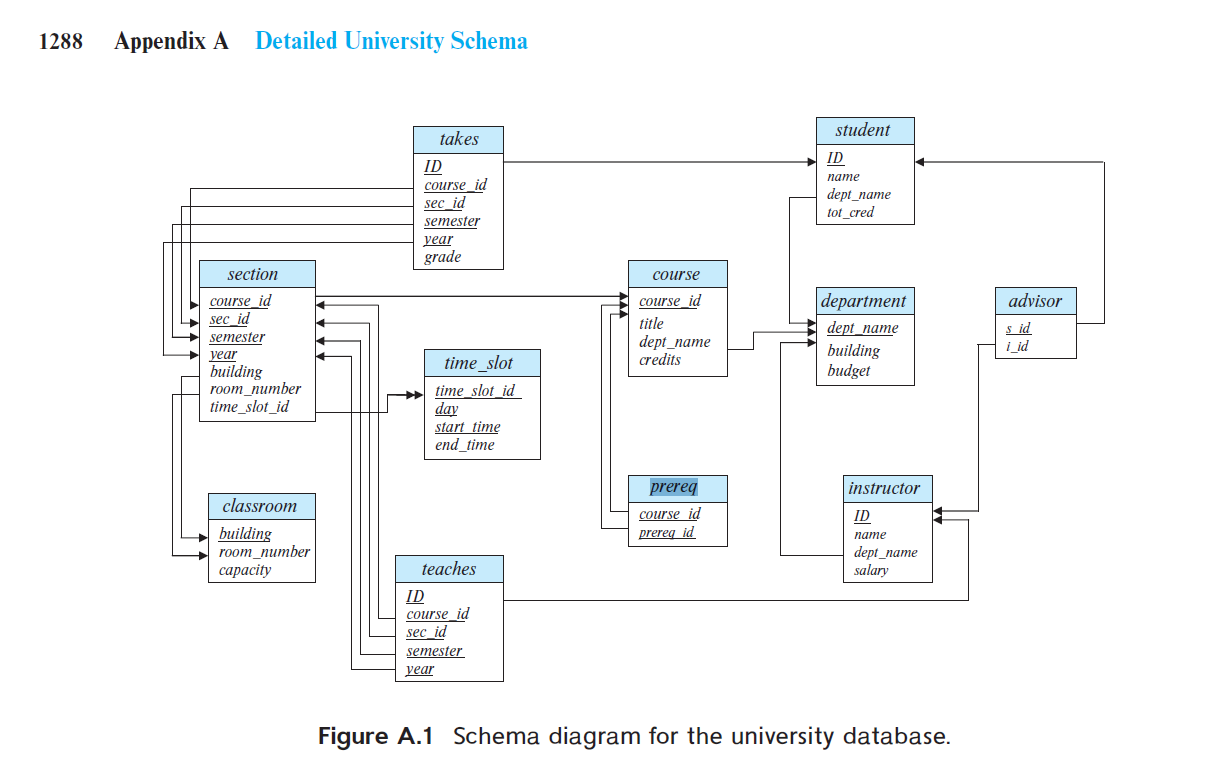 1288 Appendix A Detailed University Schema
takes
ID
course_id
sec_id
semester
year
grade
student
ID
name
dept_name
tot_cred
section
course_id
sec_id
semester
year
building
room_number
time_slot_id
course
course_id
title
dept_name
credits
department
dept_name
building
budget
advisor
s_id
i_id
time_slot
time_slot_id
day
start_time
end_time
prereq
course_id
prereq_id
instructor
ID
name
dept_name
salary
classroom
building
room_number
capacity
teaches
ID
course_id
sec_id
semester
year
Figure A.1 Schema diagram for the university database.